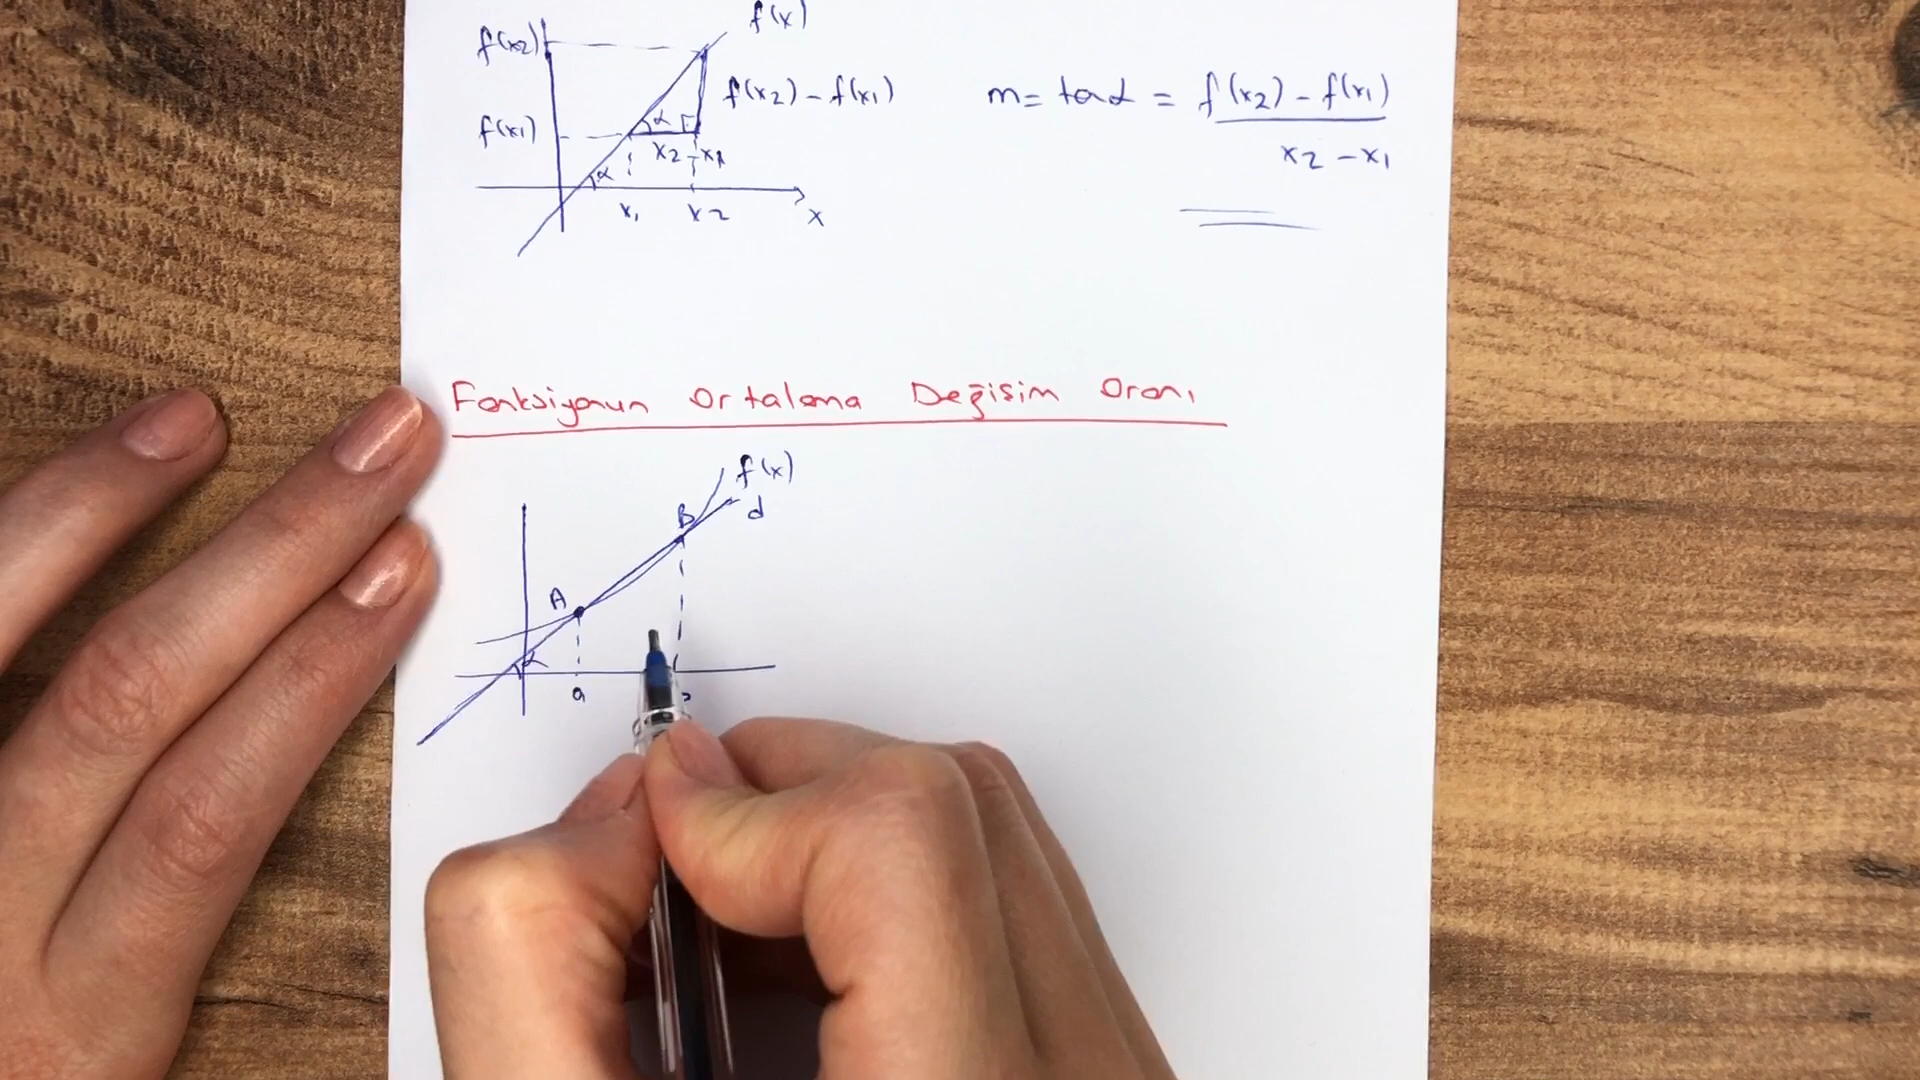 f(x)
f(x2)
f(x2) - f(x1)
m = tanα = f(x2) - f(x1)
x2 - x1
f(x1)
α
x2 - x1
α
x1 x2 x
Fonksiyonun Ortalama Değişim Oranı
f(x)
B d
A
α
a